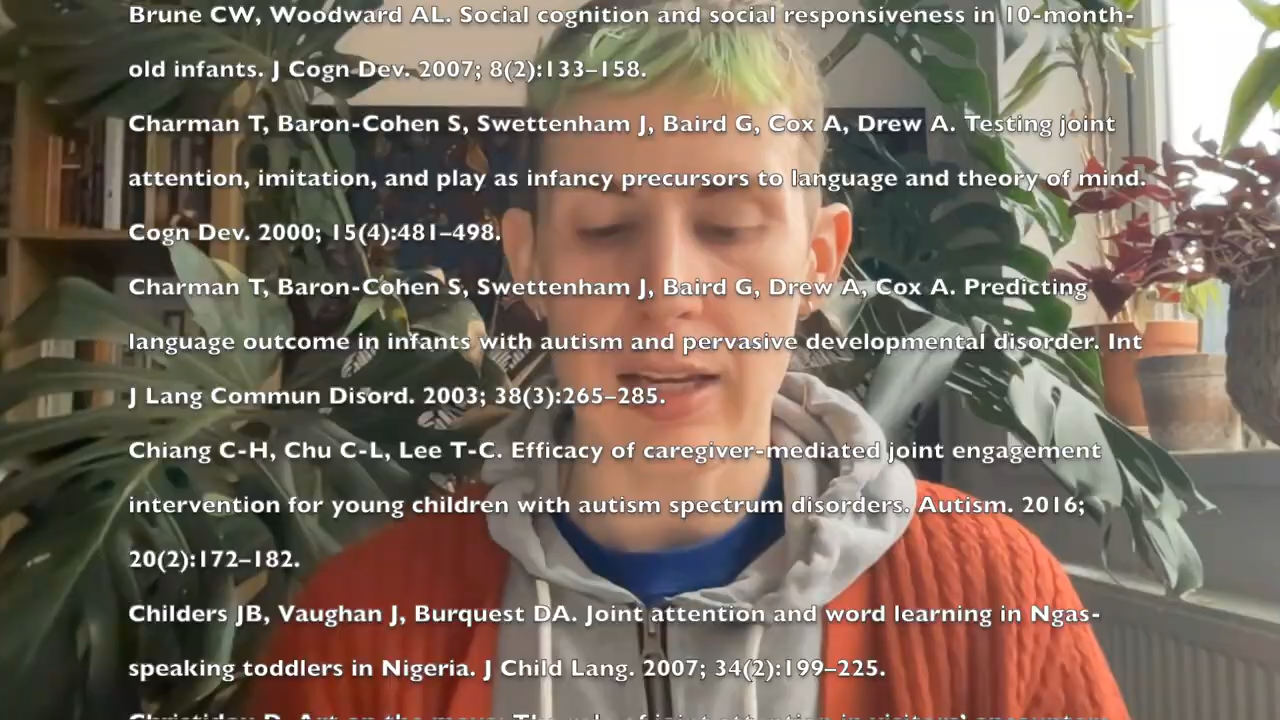 Brune CW, Woodward AL. Social cognition and social responsiveness in 10-month-
old infants. J Cogn Dev. 2007; 8(2):133–158.
Charman T, Baron-Cohen S, Swettenham J, Baird G, Cox A, Drew A. Testing joint
attention, imitation, and play as infancy precursors to language and theory of mind.
Cogn Dev. 2000; 15(4):481–498.
Charman T, Baron-Cohen S, Swettenham J, Baird G, Drew A, Cox A. Predicting
language outcome in infants with autism and pervasive developmental disorder. Int
J Lang Commun Disord. 2003; 38(3):265–285.
Chiang C-H, Chu C-L, Lee T-C. Efficacy of caregiver-mediated joint engagement
intervention for young children with autism spectrum disorders. Autism. 2016;
20(2):172–182.
Childers JB, Vaughan J, Burquest DA. Joint attention and word learning in Ngas-
speaking toddlers in Nigeria. J Child Lang. 2007; 34(2):199–225.